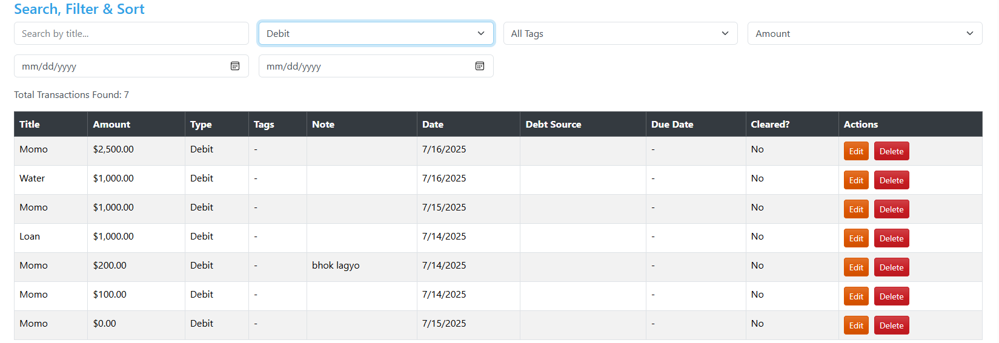 Search, Filter & Sort
Search by title... Debit All Tags Amount
mm/dd/yyyy mm/dd/yyyy
Total Transactions Found: 7
Title Amount Type Tags Note Date Debt Source Due Date Cleared? Actions
Momo $2,500.00 Debit - 7/16/2025 - No Edit Delete
Water $1,000.00 Debit - 7/16/2025 - No Edit Delete
Momo $1,000.00 Debit - 7/15/2025 - No Edit Delete
Loan $1,000.00 Debit - 7/14/2025 - No Edit Delete
Momo $200.00 Debit - bhok lagyo 7/14/2025 - No Edit Delete
Momo $100.00 Debit - 7/14/2025 - No Edit Delete
Momo $0.00 Debit - 7/15/2025 - No Edit Delete